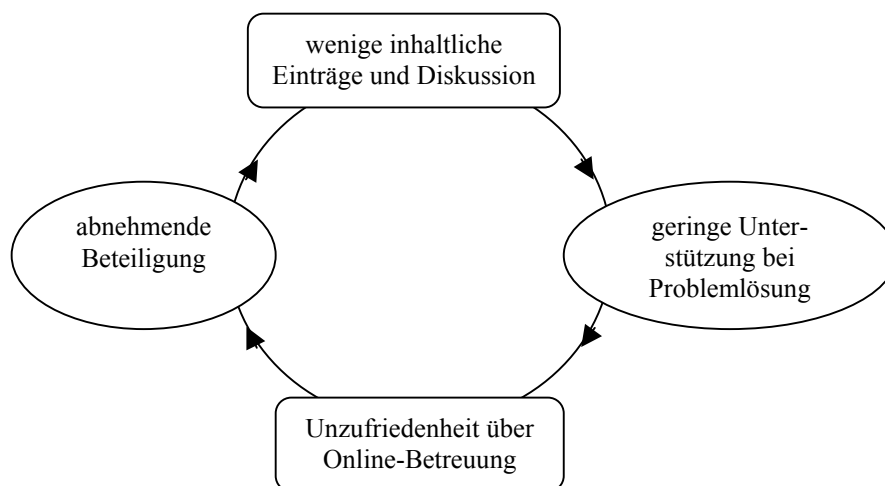 wenige inhaltliche
Einträge und Diskussion
abnehmende
Beteiligung
geringe Unter-
stützung bei
Problemlösung
Unzufriedenheit über
Online-Betreuung